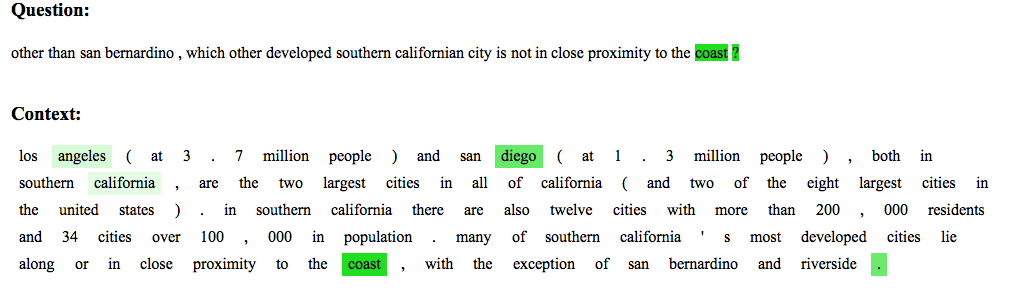 Question:
other than san bernardino , which other developed southern californian city is not in close proximity to the coast ?
Context:
los angeles ( at 3 . 7 million people ) and san diego ( at 1 . 3 million people ) , both in
southern california , are the two largest cities in all of california ( and two of the eight largest cities in
the united states ) . in southern california there are also twelve cities with more than 200 , 000 residents
and 34 cities over 100 , 000 in population . many of southern california ' s most developed cities lie
along or in close proximity to the coast , with the exception of san bernardino and riverside .